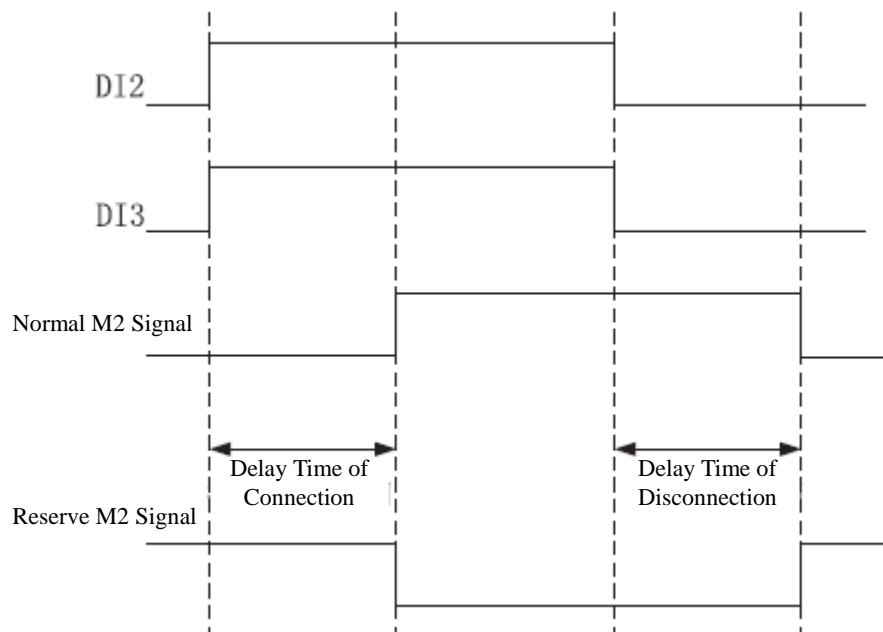 DI2
DI3
Normal M2 Signal
Delay Time of
Connection
Delay Time of
Disconnection
Reserve M2 Signal